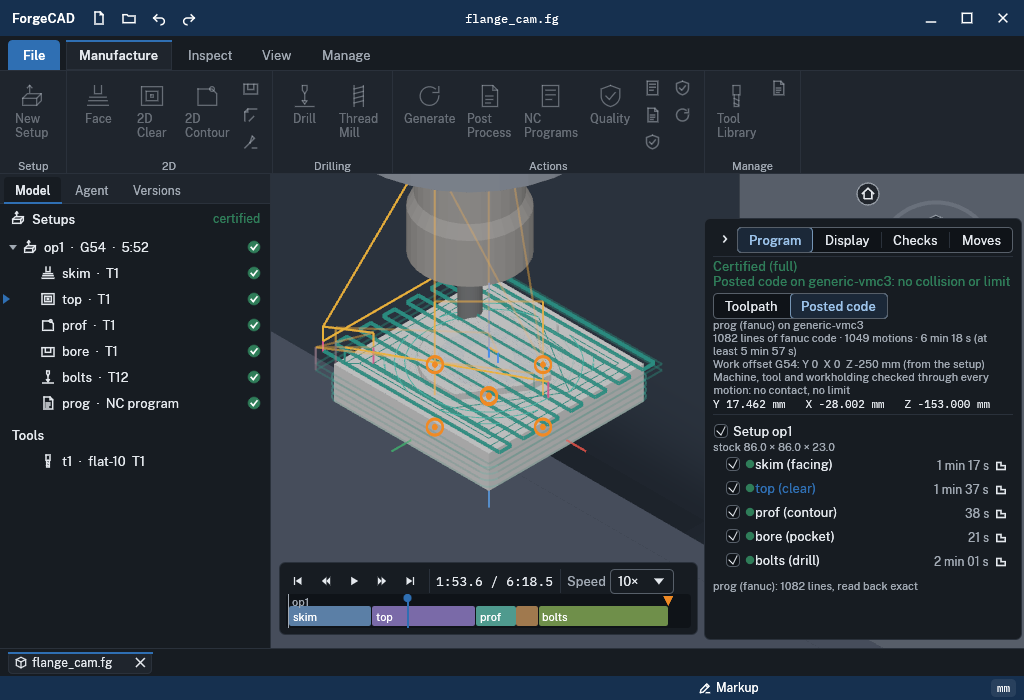 ForgeCAD
flange_cam.fg
File
Manufacture
Inspect
View
Manage
New Setup
Face
2D Clear
2D Contour
Drill
Thread Mill
Generate
Post Process
NC Programs
Quality
Tool Library
Setup
2D
Drilling
Actions
Manage
Model
Agent
Versions
Setups
certified
op1 · G54 · 5:52
skim · T1
top · T1
prof · T1
bore · T1
bolts · T12
prog · NC program
Tools
t1 · flat-10 T1
Program
Display
Checks
Moves
Certified (full)
Posted code on generic-vmc3: no collision or limit
Toolpath
Posted code
prog (fanuc) on generic-vmc3
1082 lines of fanuc code · 1049 motions · 6 min 18 s (at
least 5 min 57 s)
Work offset G54: Y 0 X 0 Z -250 mm (from the setup)
Machine, tool and workholding checked through every
motion: no contact, no limit
Y 17.462 mm X -28.002 mm Z -153.000 mm
Setup op1
stock 86.0 × 86.0 × 23.0
skim (facing) 1 min 17 s
top (clear) 1 min 37 s
prof (contour) 38 s
bore (pocket) 21 s
bolts (drill) 2 min 01 s
prog (fanuc): 1082 lines, read back exact
1:53.6 / 6:18.5
Speed
10×
op1
skim
top
prof
bolts
flange_cam.fg
Markup
mm